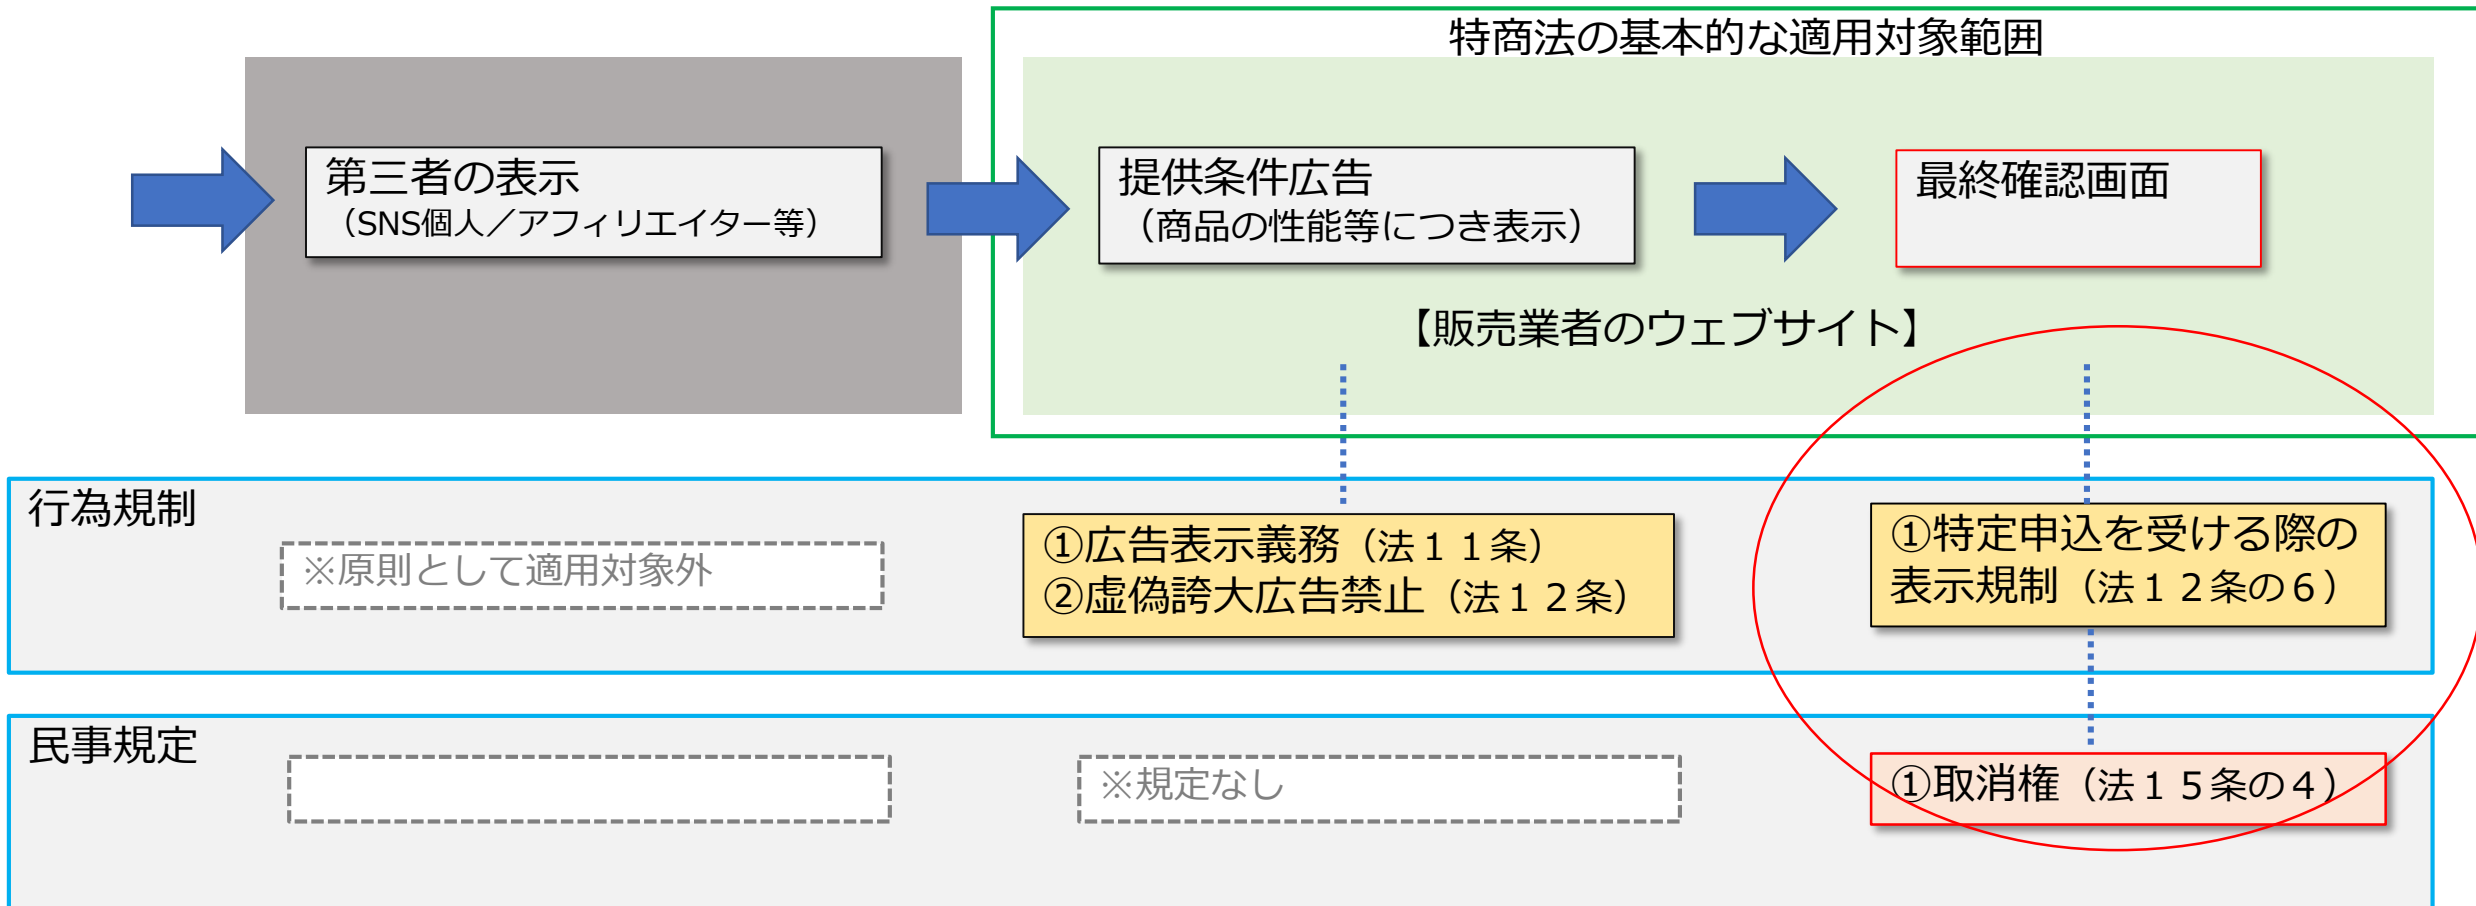 特商法の基本的な適用対象範囲
第三者の表示
（SNS個人／アフィリエイター等）
提供条件広告
（商品の性能等につき表示）
最終確認画面
【販売業者のウェブサイト】
行為規制
※原則として適用対象外
①広告表示義務（法１１条）
②虚偽誇大広告禁止（法１２条）
①特定申込を受ける際の
表示規制（法１２条の６）
民事規定
※規定なし
①取消権（法１５条の４）